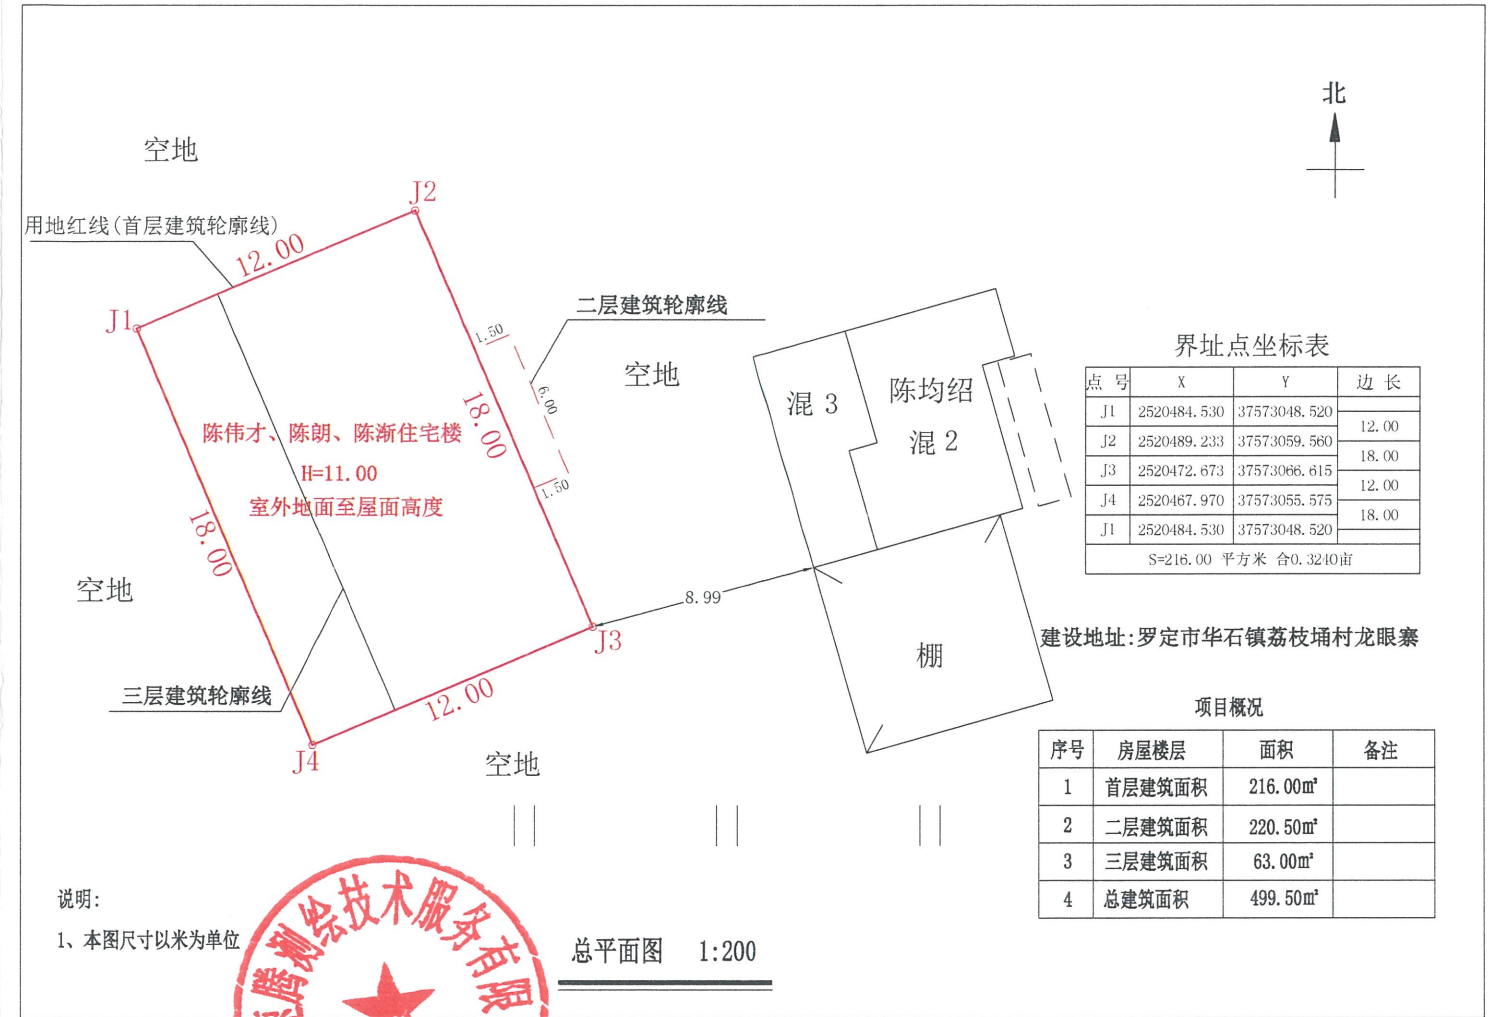 北
空地
J2
用地红线(首层建筑轮廓线)
12.00
J1
二层建筑轮廓线
1.50
6.00
18.00
1.50
空地
混 3
陈均绍
混 2
陈伟才、陈朗、陈渐住宅楼
H=11.00
室外地面至屋面高度
18.00
空地
8.99
J3
棚
三层建筑轮廓线
12.00
J4
空地
界址点坐标表
点 号 X Y 边 长
J1 2520484.530 37573048.520
12.00
J2 2520489.233 37573059.560
18.00
J3 2520472.673 37573066.615
12.00
J4 2520467.970 37573055.575
18.00
J1 2520484.530 37573048.520
S=216.00 平方米 合0.3240亩
建设地址:罗定市华石镇荔枝埇村龙眼寨
项目概况
序号 房屋楼层 面积 备注
1 首层建筑面积 216.00m²
2 二层建筑面积 220.50m²
3 三层建筑面积 63.00m²
4 总建筑面积 499.50m²
说明:
1、本图尺寸以米为单位
腾测绘技术服务有限
总平面图 1:200